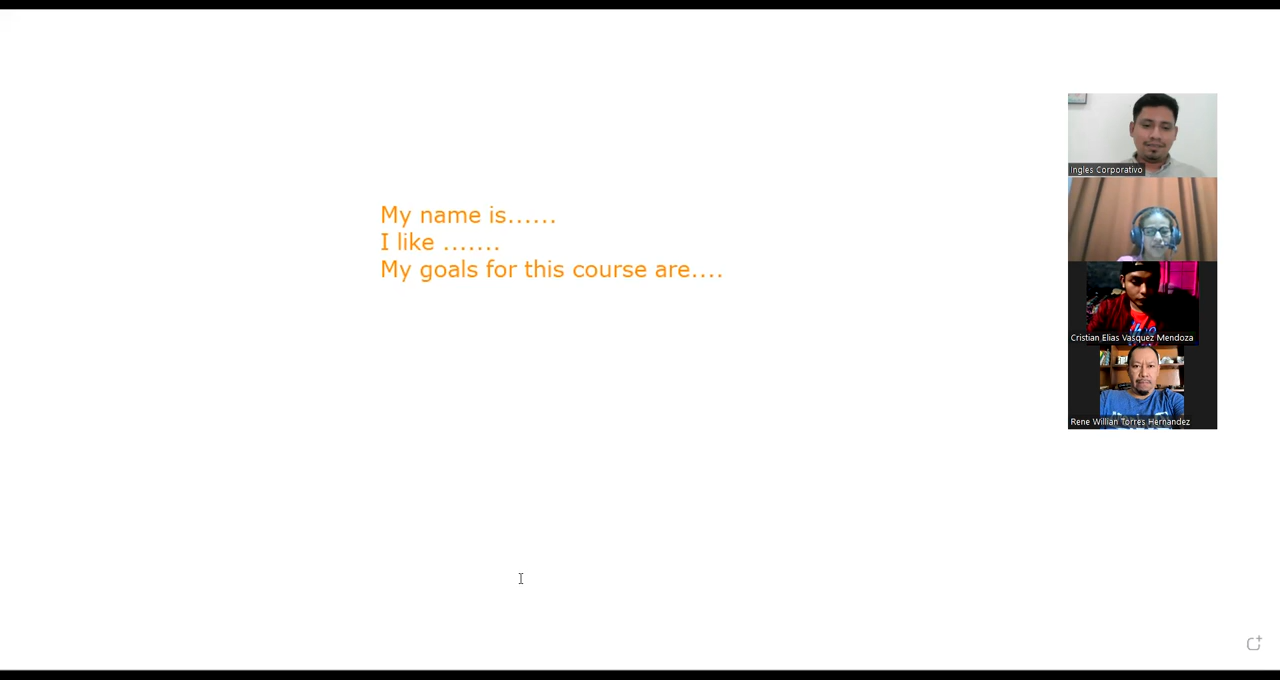 My name is......
I like .......
My goals for this course are....
Ingles Corporativo
Cristian Elias Vasquez Mendoza
Rene Willian Torres Hernandez